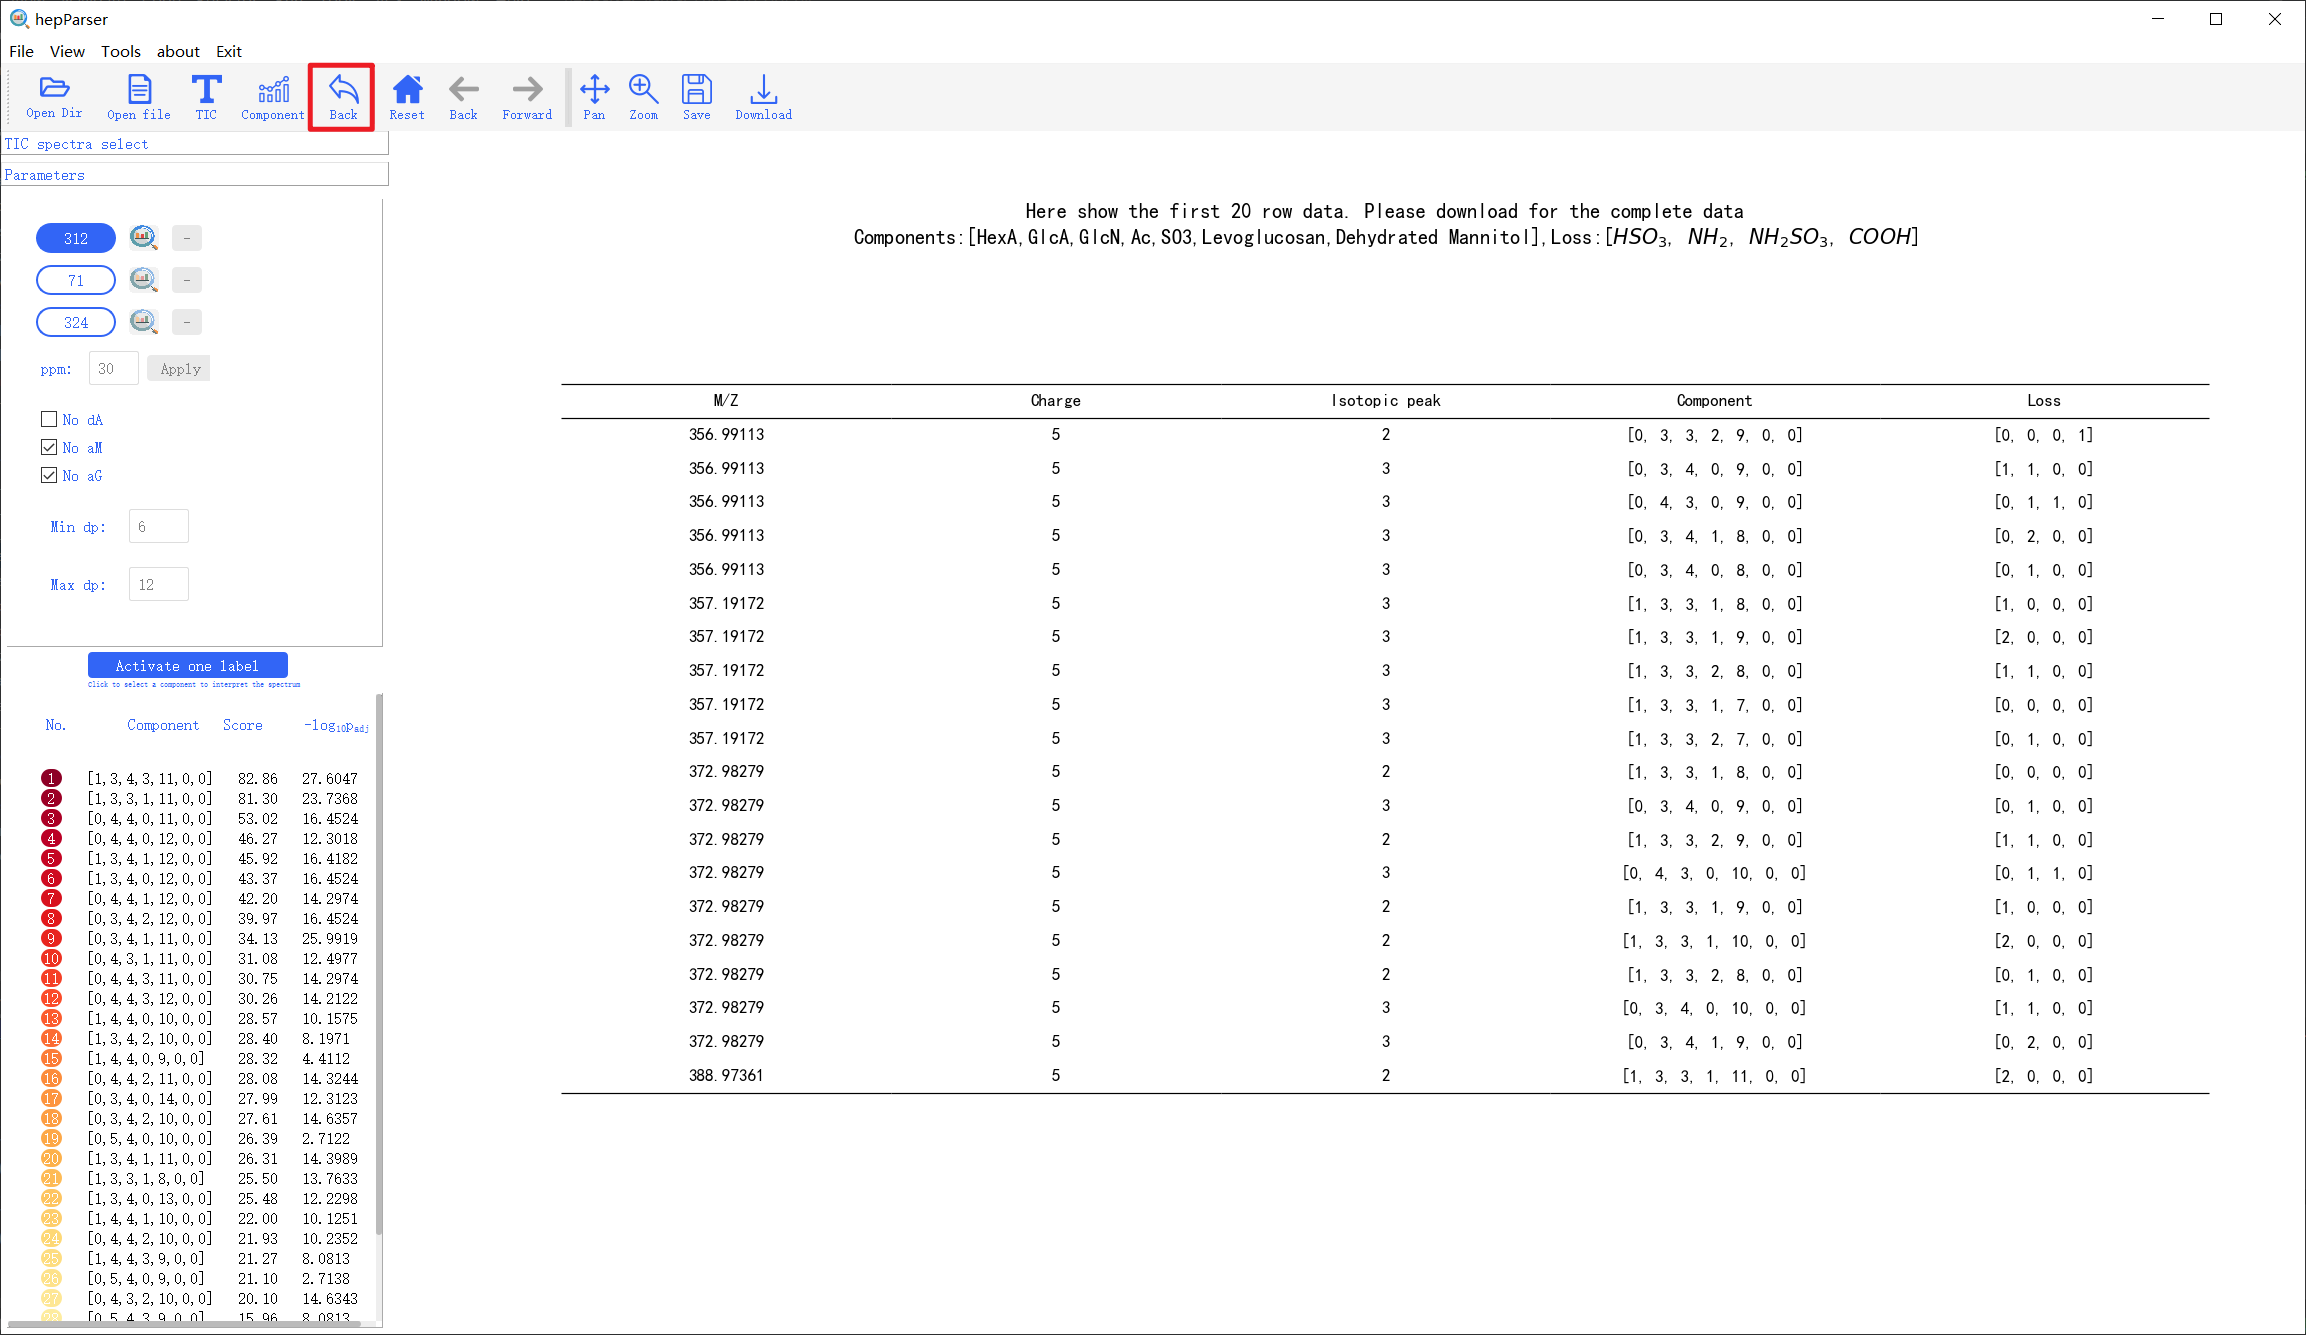 hepParser
File View Tools about Exit
Open Dir Open file TIC Component Back Reset Back Forward Pan Zoom Save Download
TIC spectra select
Parameters
312 -
71 -
324 -
ppm: 30 Apply
No dA
No aM
No aG
Min dp: 6
Max dp: 12
Activate one label
Click to select a component to interpret the spectrum
No. Component Score -log₁₀p_adj
1 [1,3,4,3,11,0,0] 82.86 27.6047
2 [1,3,3,1,11,0,0] 81.30 23.7368
3 [0,4,4,0,11,0,0] 53.02 16.4524
4 [0,4,4,0,12,0,0] 46.27 12.3018
5 [1,3,4,1,12,0,0] 45.92 16.4182
6 [1,3,4,0,12,0,0] 43.37 16.4524
7 [0,4,4,1,12,0,0] 42.20 14.2974
8 [0,3,4,2,12,0,0] 39.97 16.4524
9 [0,3,4,1,11,0,0] 34.13 25.9919
10 [0,4,3,1,11,0,0] 31.08 12.4977
11 [0,4,4,3,11,0,0] 30.75 14.2974
12 [0,4,4,3,12,0,0] 30.26 14.2122
13 [1,4,4,0,10,0,0] 28.57 10.1575
14 [1,3,4,2,10,0,0] 28.40 8.1971
15 [1,4,4,0,9,0,0] 28.32 4.4112
16 [0,4,4,2,11,0,0] 28.08 14.3244
17 [0,3,4,0,14,0,0] 27.99 12.3123
18 [0,3,4,2,10,0,0] 27.61 14.6357
19 [0,5,4,0,10,0,0] 26.39 2.7122
20 [1,3,4,1,11,0,0] 26.31 14.3989
21 [1,3,3,1,8,0,0] 25.50 13.7633
22 [1,3,4,0,13,0,0] 25.48 12.2298
23 [1,4,4,1,10,0,0] 22.00 10.1251
24 [0,4,4,2,10,0,0] 21.93 10.2352
25 [1,4,4,3,9,0,0] 21.27 8.0813
26 [0,5,4,0,9,0,0] 21.10 2.7138
27 [0,4,3,2,10,0,0] 20.10 14.6343
28 [0,5,4,3,9,0,0] 15.96 8.0813
Here show the first 20 row data. Please download for the complete data
Components:[HexA,GlcA,GlcN,Ac,SO3,Levoglucosan,Dehydrated Mannitol],Loss:[HSO₃, NH₂, NH₂SO₃, COOH]
M/Z Charge Isotopic peak Component Loss
356.99113 5 2 [0, 3, 3, 2, 9, 0, 0] [0, 0, 0, 1]
356.99113 5 3 [0, 3, 4, 0, 9, 0, 0] [1, 1, 0, 0]
356.99113 5 3 [0, 4, 3, 0, 9, 0, 0] [0, 1, 1, 0]
356.99113 5 3 [0, 3, 4, 1, 8, 0, 0] [0, 2, 0, 0]
356.99113 5 3 [0, 3, 4, 0, 8, 0, 0] [0, 1, 0, 0]
357.19172 5 3 [1, 3, 3, 1, 8, 0, 0] [1, 0, 0, 0]
357.19172 5 3 [1, 3, 3, 1, 9, 0, 0] [2, 0, 0, 0]
357.19172 5 3 [1, 3, 3, 2, 8, 0, 0] [1, 1, 0, 0]
357.19172 5 3 [1, 3, 3, 1, 7, 0, 0] [0, 0, 0, 0]
357.19172 5 3 [1, 3, 3, 2, 7, 0, 0] [0, 1, 0, 0]
372.98279 5 2 [1, 3, 3, 1, 8, 0, 0] [0, 0, 0, 0]
372.98279 5 3 [0, 3, 4, 0, 9, 0, 0] [0, 1, 0, 0]
372.98279 5 2 [1, 3, 3, 2, 9, 0, 0] [1, 1, 0, 0]
372.98279 5 3 [0, 4, 3, 0, 10, 0, 0] [0, 1, 1, 0]
372.98279 5 2 [1, 3, 3, 1, 9, 0, 0] [1, 0, 0, 0]
372.98279 5 2 [1, 3, 3, 1, 10, 0, 0] [2, 0, 0, 0]
372.98279 5 2 [1, 3, 3, 2, 8, 0, 0] [0, 1, 0, 0]
372.98279 5 3 [0, 3, 4, 0, 10, 0, 0] [1, 1, 0, 0]
372.98279 5 3 [0, 3, 4, 1, 9, 0, 0] [0, 2, 0, 0]
388.97361 5 2 [1, 3, 3, 1, 11, 0, 0] [2, 0, 0, 0]